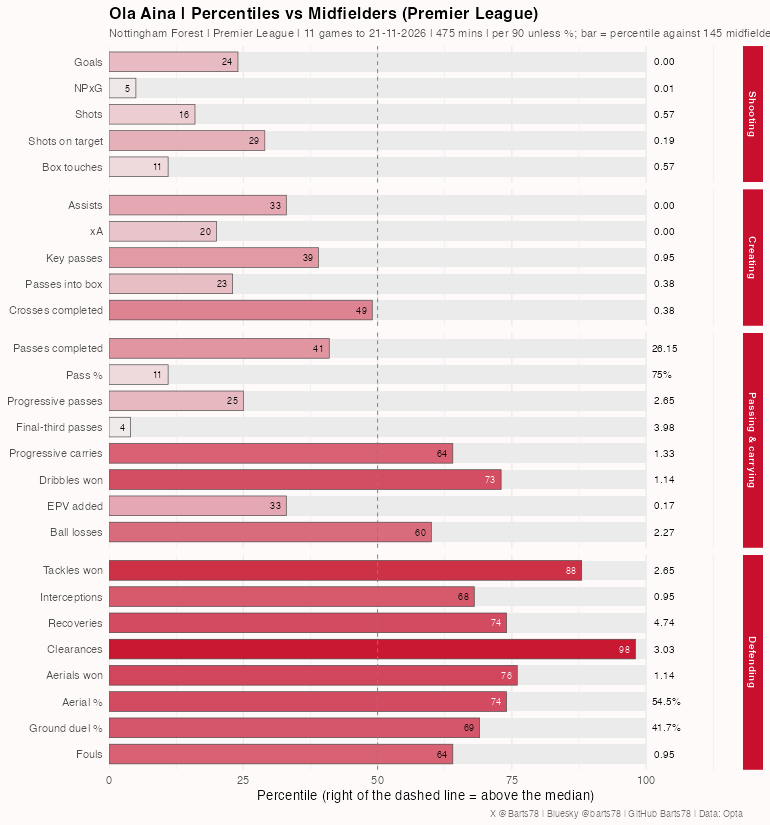 Ola Aina | Percentiles vs Midfielders (Premier League)
Nottingham Forest | Premier League | 11 games to 21-11-2026 | 475 mins | per 90 unless %; bar = percentile against 145 midfielde
Goals 24 0.00
NPxG 5 0.01
Shots 16 0.57
Shots on target 29 0.19
Box touches 11 0.57
Shooting
Assists 33 0.00
xA 20 0.00
Key passes 39 0.95
Passes into box 23 0.38
Crosses completed 49 0.38
Creating
Passes completed 41 26.15
Pass % 11 75%
Progressive passes 25 2.65
Final-third passes 4 3.98
Progressive carries 64 1.33
Dribbles won 73 1.14
EPV added 33 0.17
Ball losses 60 2.27
Passing & carrying
Tackles won 88 2.65
Interceptions 68 0.95
Recoveries 74 4.74
Clearances 98 3.03
Aerials won 76 1.14
Aerial % 74 54.5%
Ground duel % 69 41.7%
Fouls 64 0.95
Defending
0 25 50 75 100
Percentile (right of the dashed line = above the median)
X @Barts78 | Bluesky @barts78 | GitHub Barts78 | Data: Opta